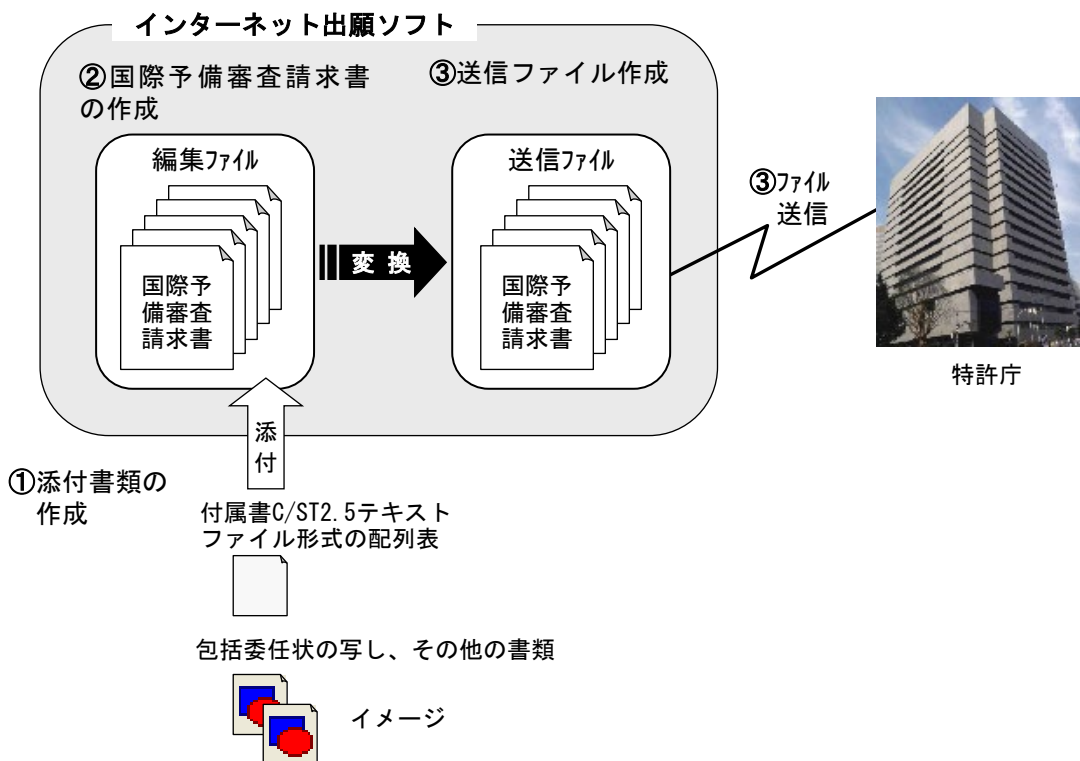 インターネット出願ソフト
②国際予備審査請求書
の作成
③送信ファイル作成
編集ファイル
国際予
備審査
請求書
変換
送信ファイル
国際予
備審査
請求書
③ファイル
送信
特許庁
添
付
①添付書類の
作成
付属書C/ST2.5テキスト
ファイル形式の配列表
包括委任状の写し、その他の書類
イメージ